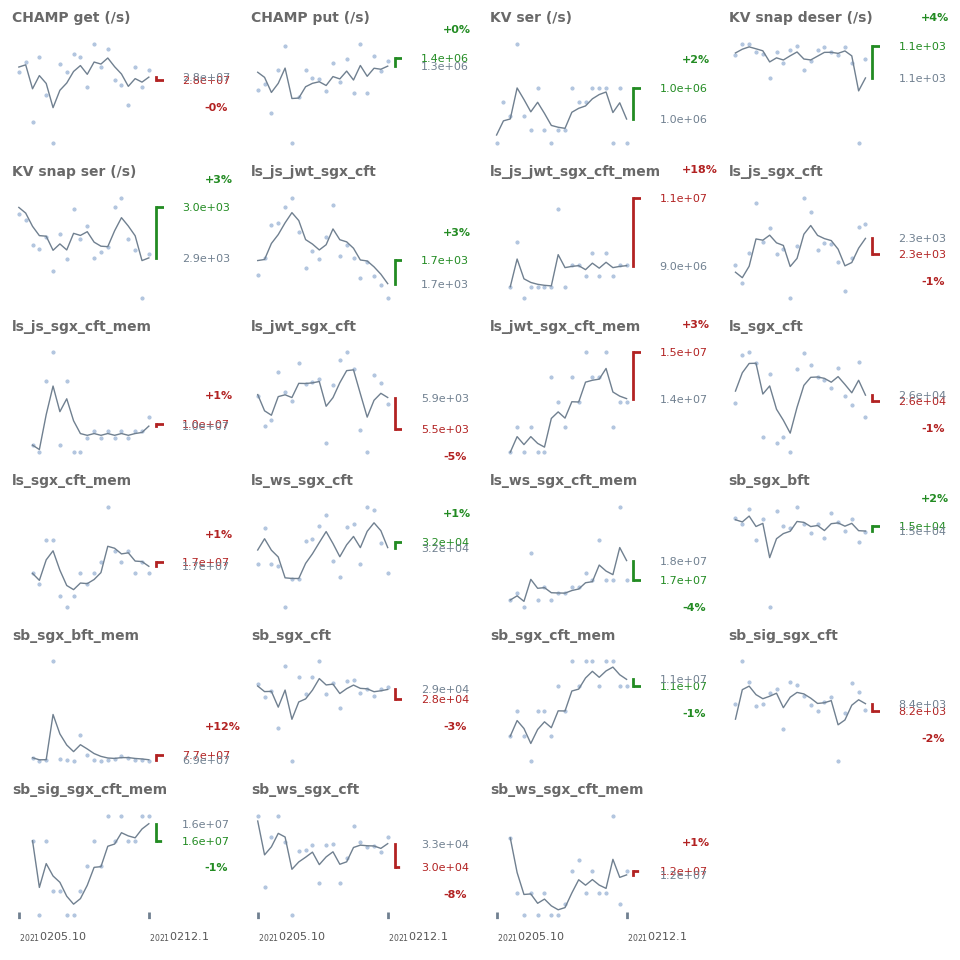 CHAMP get (/s)
2.8e+07
2.8e+07
-0%
CHAMP put (/s)
+0%
1.4e+06
1.3e+06
KV ser (/s)
+2%
1.0e+06
1.0e+06
KV snap deser (/s)
+4%
1.1e+03
1.1e+03
KV snap ser (/s)
+3%
3.0e+03
2.9e+03
ls_js_jwt_sgx_cft
+3%
1.7e+03
1.7e+03
ls_js_jwt_sgx_cft_mem
+18%
1.1e+07
9.0e+06
ls_js_sgx_cft
2.3e+03
2.3e+03
-1%
ls_js_sgx_cft_mem
+1%
1.0e+07
1.0e+07
ls_jwt_sgx_cft
5.9e+03
5.5e+03
-5%
ls_jwt_sgx_cft_mem
+3%
1.5e+07
1.4e+07
ls_sgx_cft
2.6e+04
2.6e+04
-1%
ls_sgx_cft_mem
+1%
1.7e+07
1.7e+07
ls_ws_sgx_cft
+1%
3.2e+04
3.2e+04
ls_ws_sgx_cft_mem
1.8e+07
1.7e+07
-4%
sb_sgx_bft
+2%
1.5e+04
1.5e+04
sb_sgx_bft_mem
+12%
7.7e+07
6.9e+07
sb_sgx_cft
2.9e+04
2.8e+04
-3%
sb_sgx_cft_mem
1.1e+07
1.1e+07
-1%
sb_sig_sgx_cft
8.4e+03
8.2e+03
-2%
sb_sig_sgx_cft_mem
1.6e+07
1.6e+07
-1%
20210205.10
20210212.1
sb_ws_sgx_cft
3.3e+04
3.0e+04
-8%
20210205.10
20210212.1
sb_ws_sgx_cft_mem
+1%
1.2e+07
1.2e+07
20210205.10
20210212.1